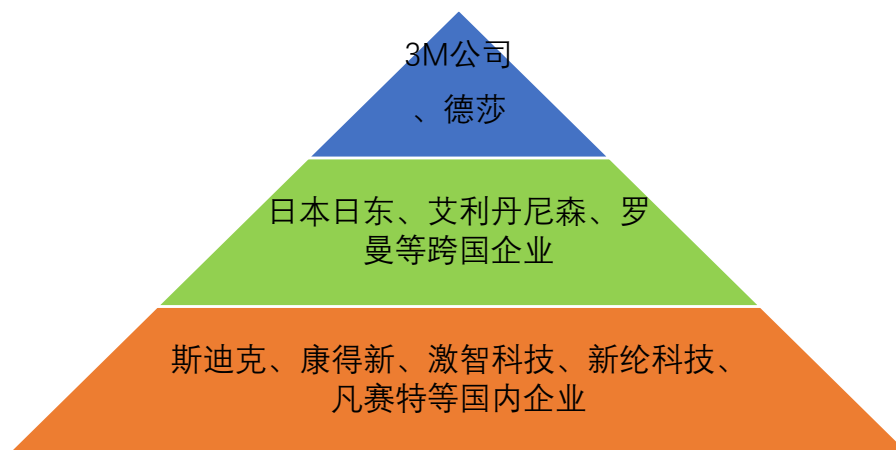 3M公司
、德莎
日本日东、艾利丹尼森、罗
曼等跨国企业
斯迪克、康得新、激智科技、新纶科技、
凡赛特等国内企业